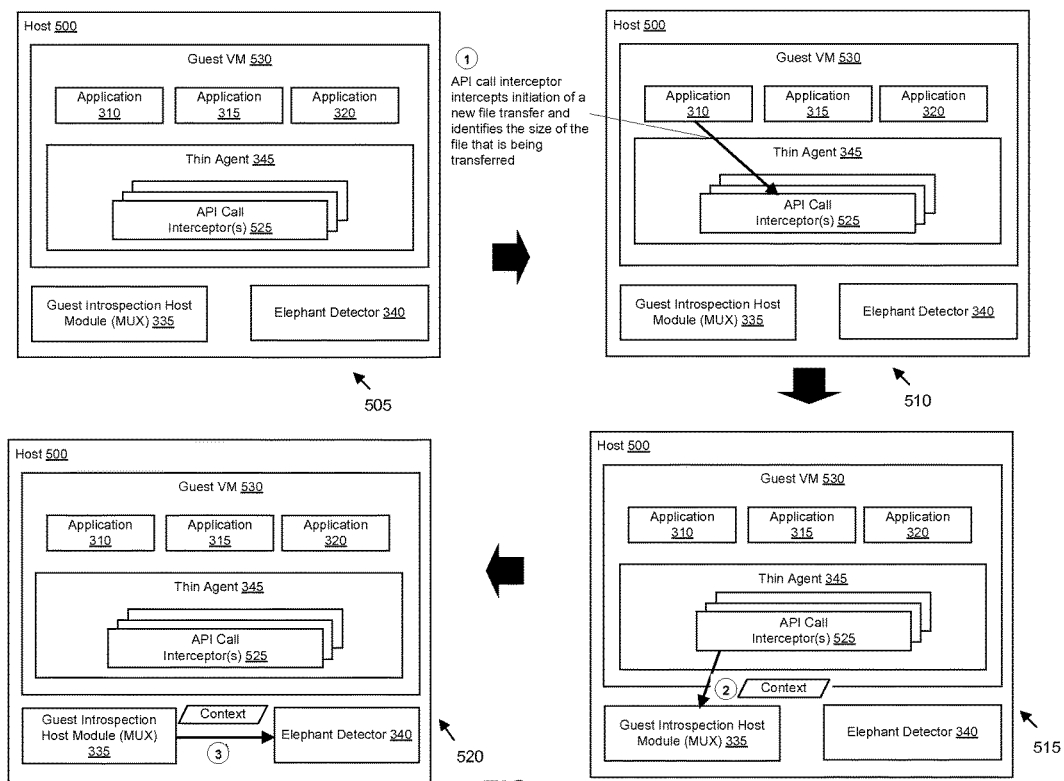 Host 500
Guest VM 530
Application
310
Application
315
Application
320
Thin Agent 345
API Call
Interceptor(s) 525
Guest Introspection Host
Module (MUX) 335
Elephant Detector 340
505
1
API call interceptor
intercepts initiation of a
new file transfer and
identifies the size of the
file that is being
transferred
Host 500
Guest VM 530
Application
310
Application
315
Application
320
Thin Agent 345
API Call
Interceptor(s) 525
Guest Introspection Host
Module (MUX) 335
Elephant Detector 340
510
Host 500
Guest VM 530
Application
310
Application
315
Application
320
Thin Agent 345
API Call
Interceptor(s) 525
Guest Introspection
Host Module (MUX)
335
Context
3
Elephant Detector 340
520
Host 500
Guest VM 530
Application
310
Application
315
Application
320
Thin Agent 345
API Call
Interceptor(s) 525
2
Context
Guest Introspection Host
Module (MUX) 335
Elephant Detector 340
515